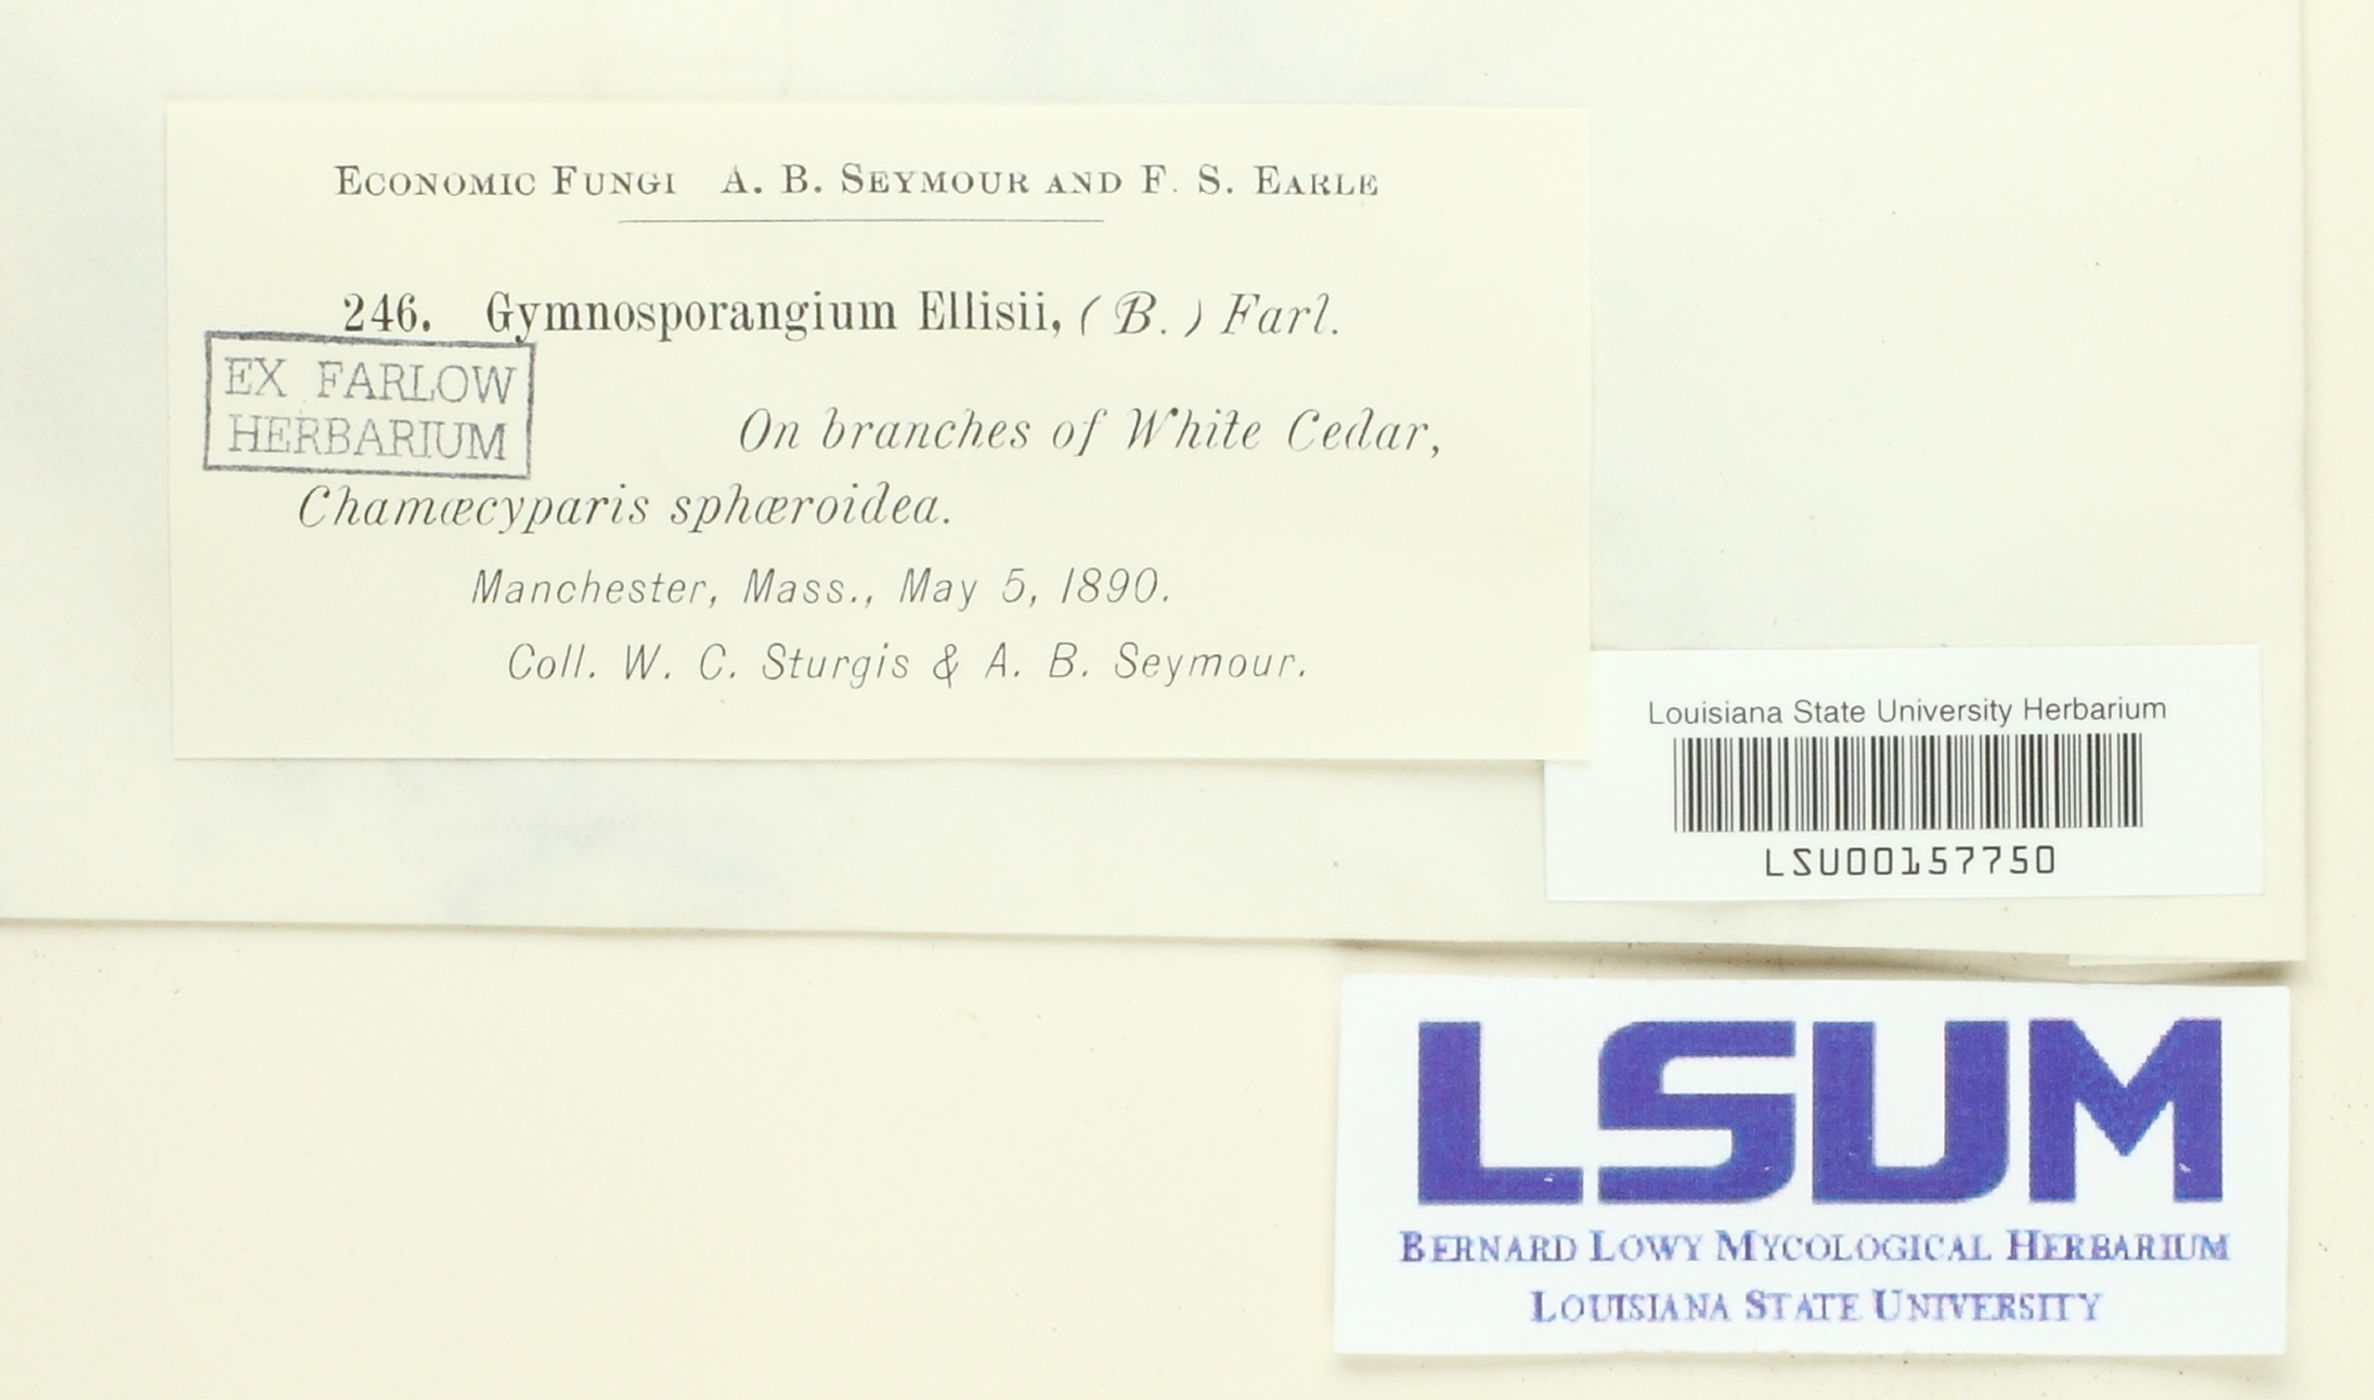 ECONOMIC FUNGI A. B. SEYMOUR AND F. S. EARLE
246. Gymnosporangium Ellisii, (B.) Farl.
EX FARLOW
HERBARIUM
On branches of White Cedar,
Chamæcyparis sphæroidea.
Manchester, Mass., May 5, 1890.
Coll. W. C. Sturgis & A. B. Seymour.
Louisiana State University Herbarium
LSU00157750
LSUM
BERNARD LOWY MYCOLOGICAL HERBARIUM
LOUISIANA STATE UNIVERSITY